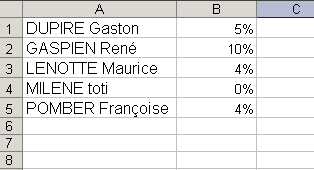 A B C
1 DUPIRE Gaston 5%
2 GASPIEN René 10%
3 LENOTTE Maurice 4%
4 MILENE toti 0%
5 POMBER Françoise 4%
6
7
8